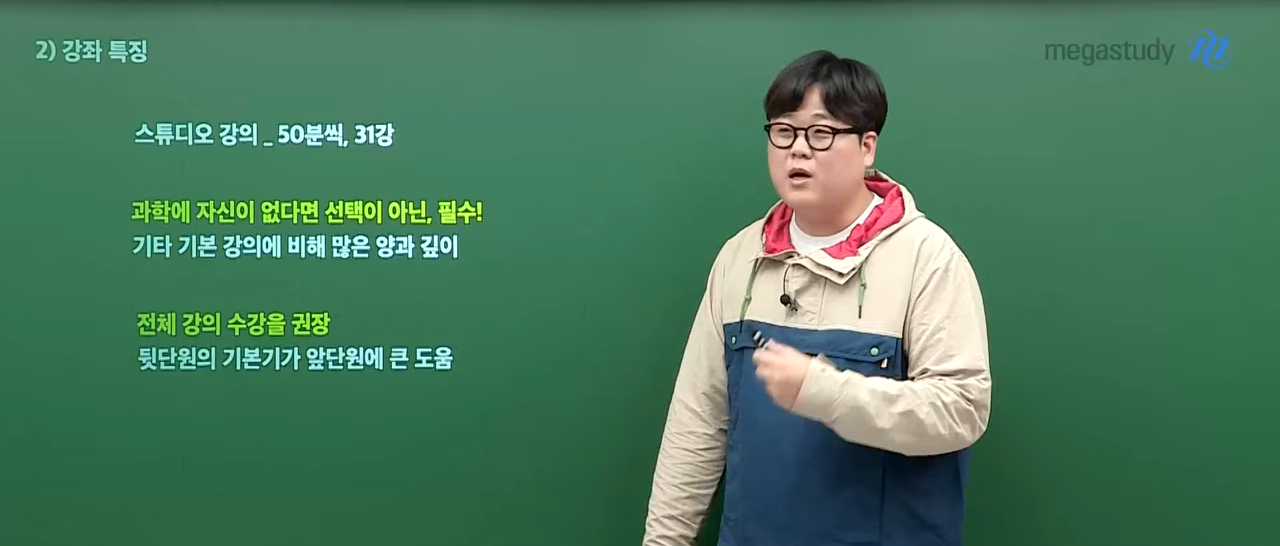 2) 강좌 특징
megastudy
스튜디오 강의 _ 50분씩, 31강
과학에 자신이 없다면 선택이 아닌, 필수!
기타 기본 강의에 비해 많은 양과 깊이
전체 강의 수강을 권장
뒷단원의 기본기가 앞단원에 큰 도움